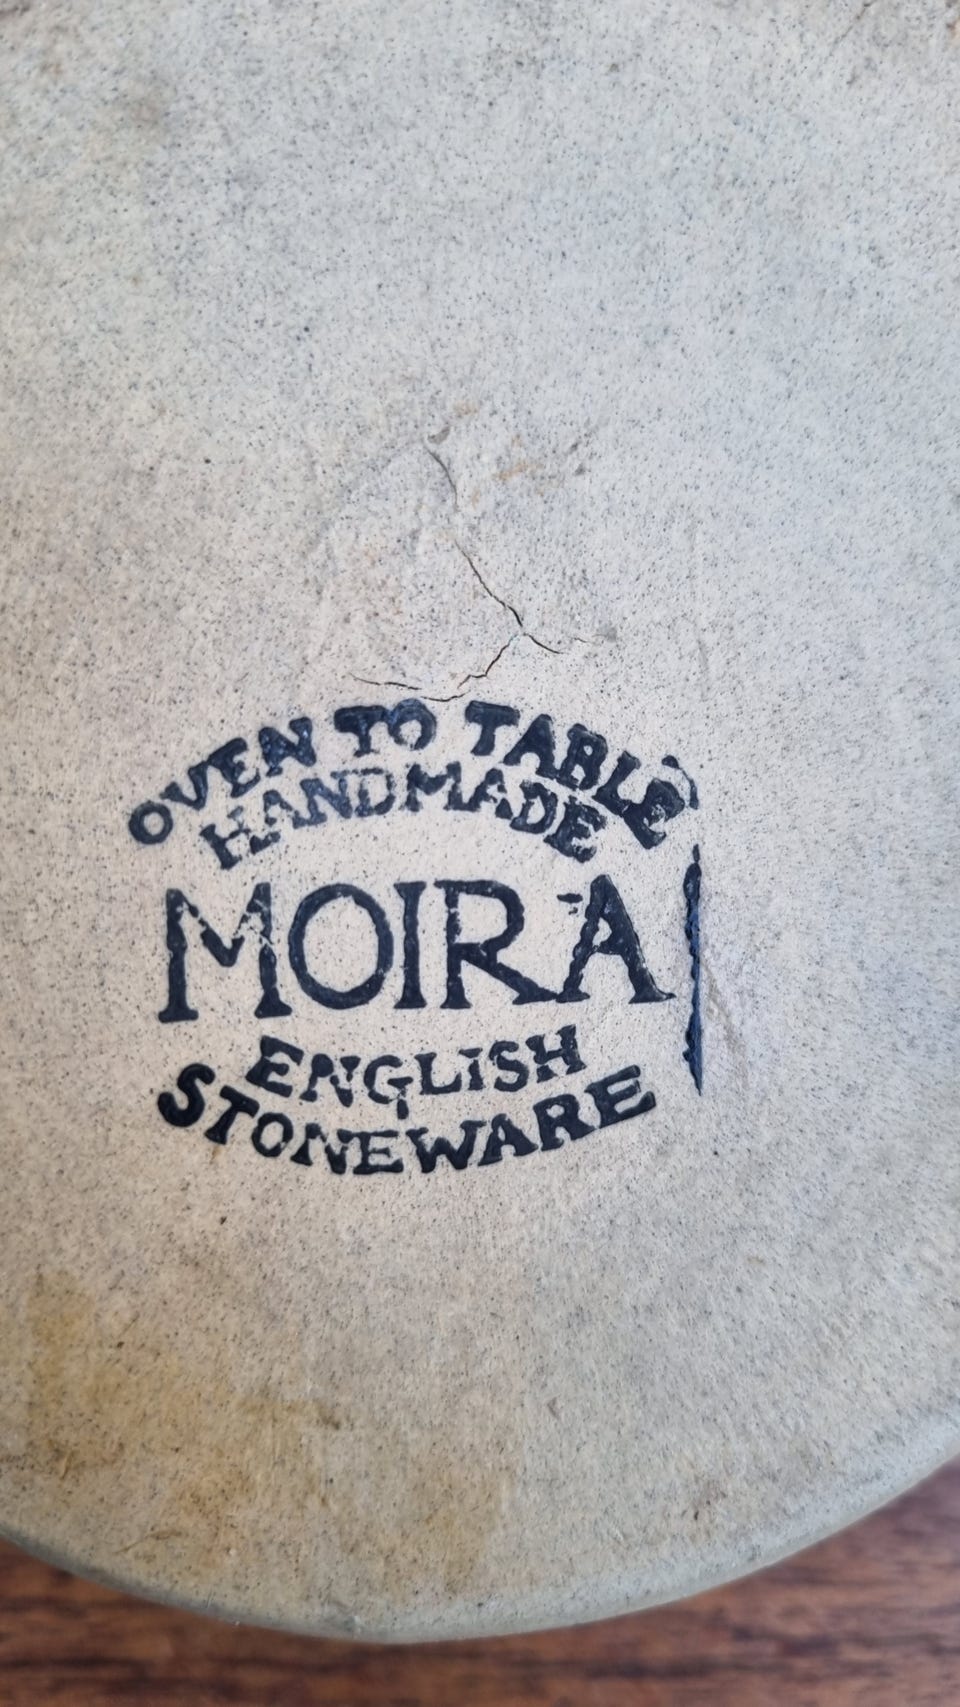 OVEN TO TABLE
HANDMADE
MOIRA
ENGLISH
STONEWARE